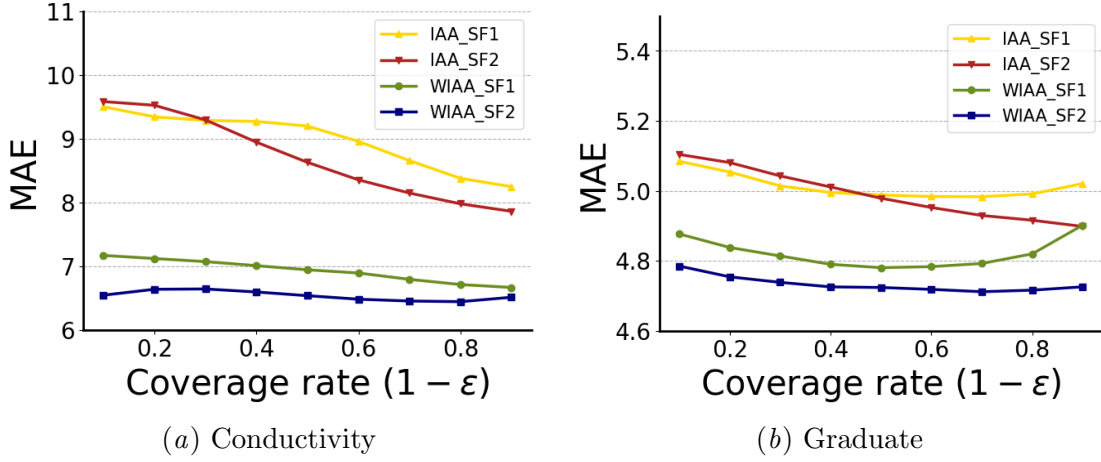 11
10
9
8
7
6
MAE
0.2
0.4
0.6
0.8
Coverage rate (1 − ε)
IAA_SF1
IAA_SF2
WIAA_SF1
WIAA_SF2
(a) Conductivity
5.4
5.2
5.0
4.8
4.6
MAE
0.2
0.4
0.6
0.8
Coverage rate (1 − ε)
IAA_SF1
IAA_SF2
WIAA_SF1
WIAA_SF2
(b) Graduate